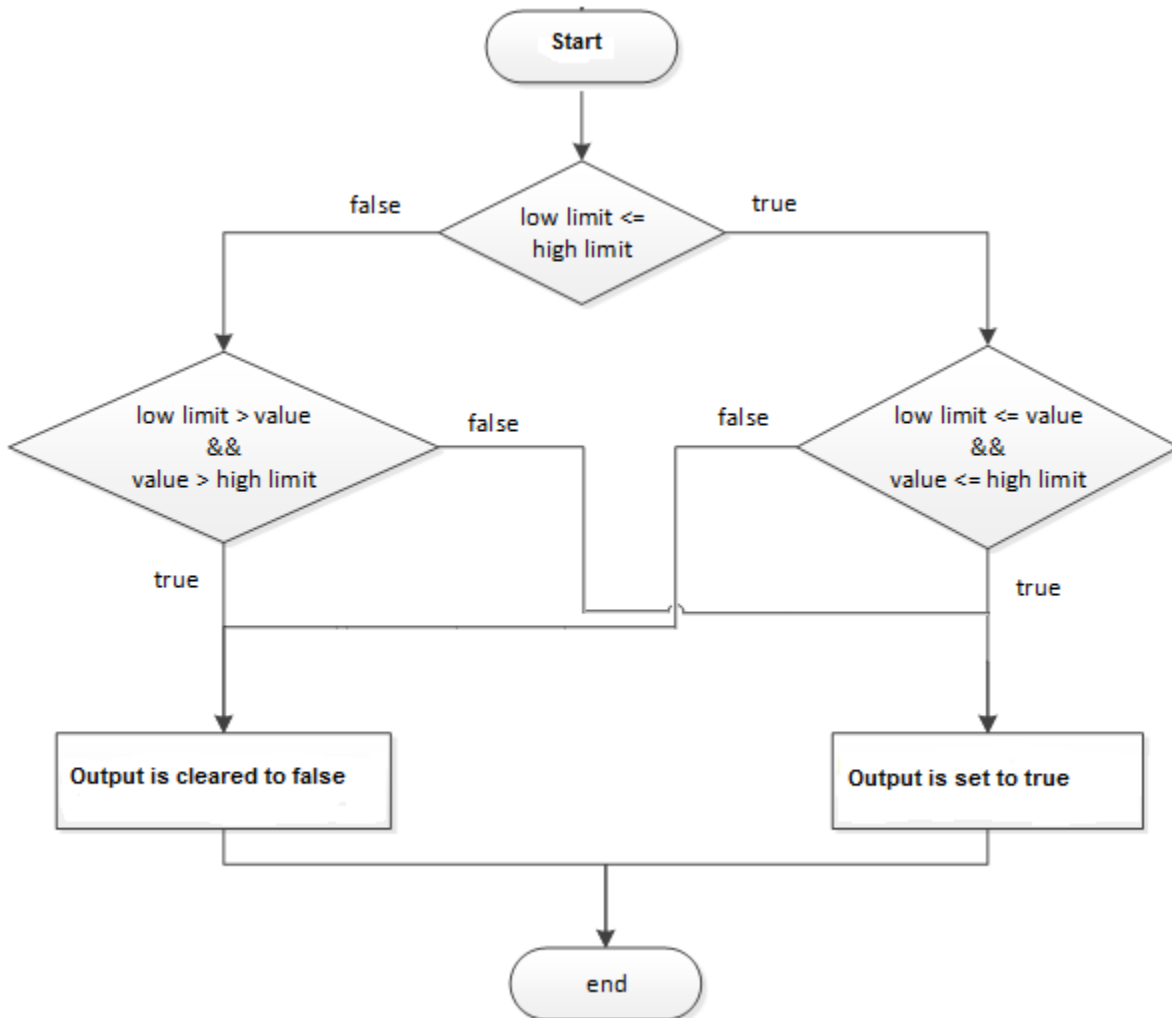 Start
false
true
low limit <=
high limit
low limit > value
&&
value > high limit
false
false
low limit <= value
&&
value <= high limit
true
true
Output is cleared to false
Output is set to true
end